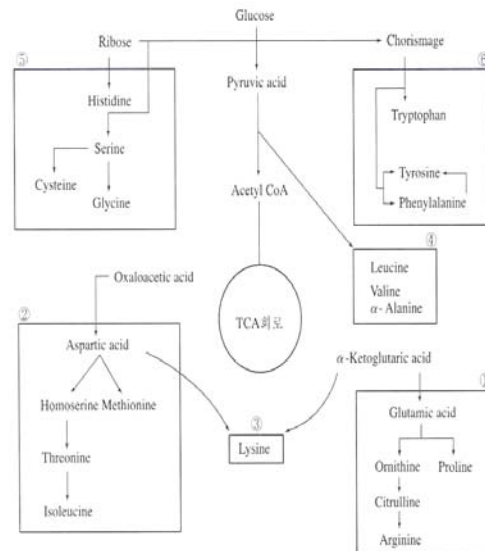 Glucose
Ribose
Chorismage
⑤
⑥
Pyruvic acid
Histidine
Tryptophan
Serine
Tyrosine
Cysteine
Acetyl CoA
Glycine
Phenylalanine
④
Leucine
Valine
α- Alanine
Oxaloacetic acid
②
TCA회로
Aspartic acid
α-Ketoglutaric acid
①
Homoserine Methionine
③
Glutamic acid
Lysine
Threonine
Ornithine
Proline
Isoleucine
Citrulline
Arginine